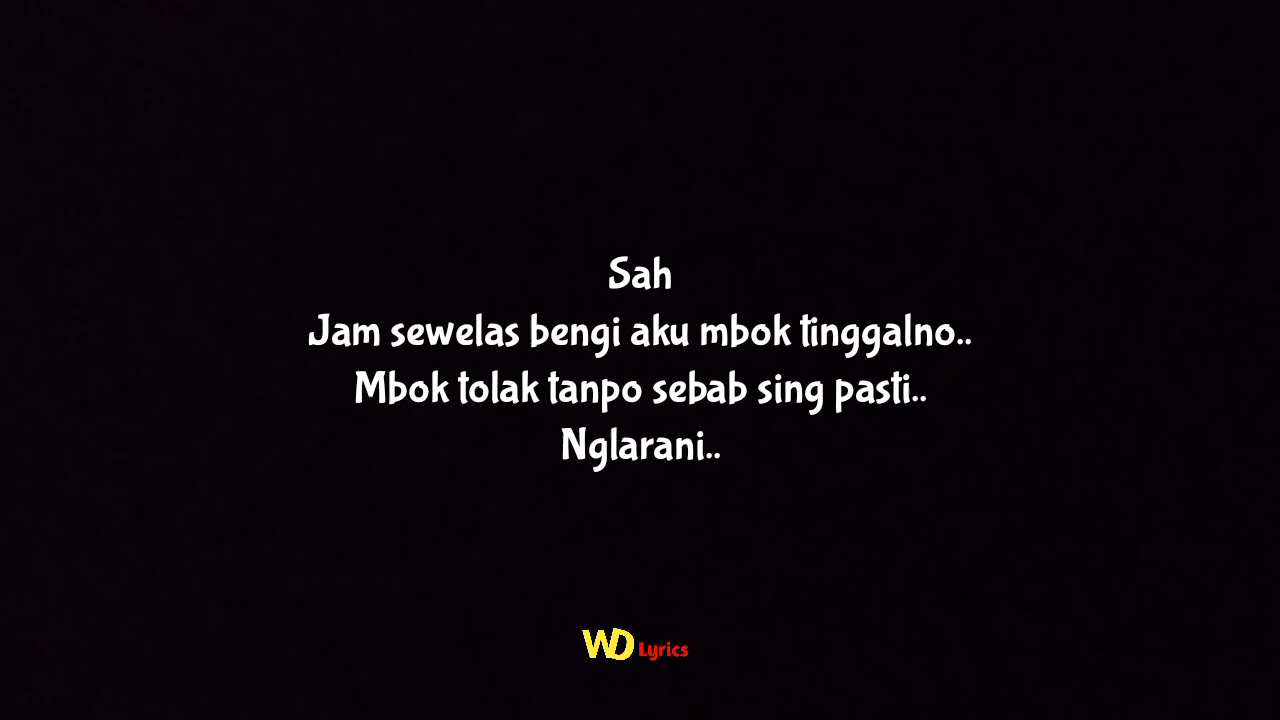 Sah
Jam sewelas bengi aku mbok tinggalno..
Mbok tolak tanpo sebab sing pasti..
Nglarani..
WD Lyrics